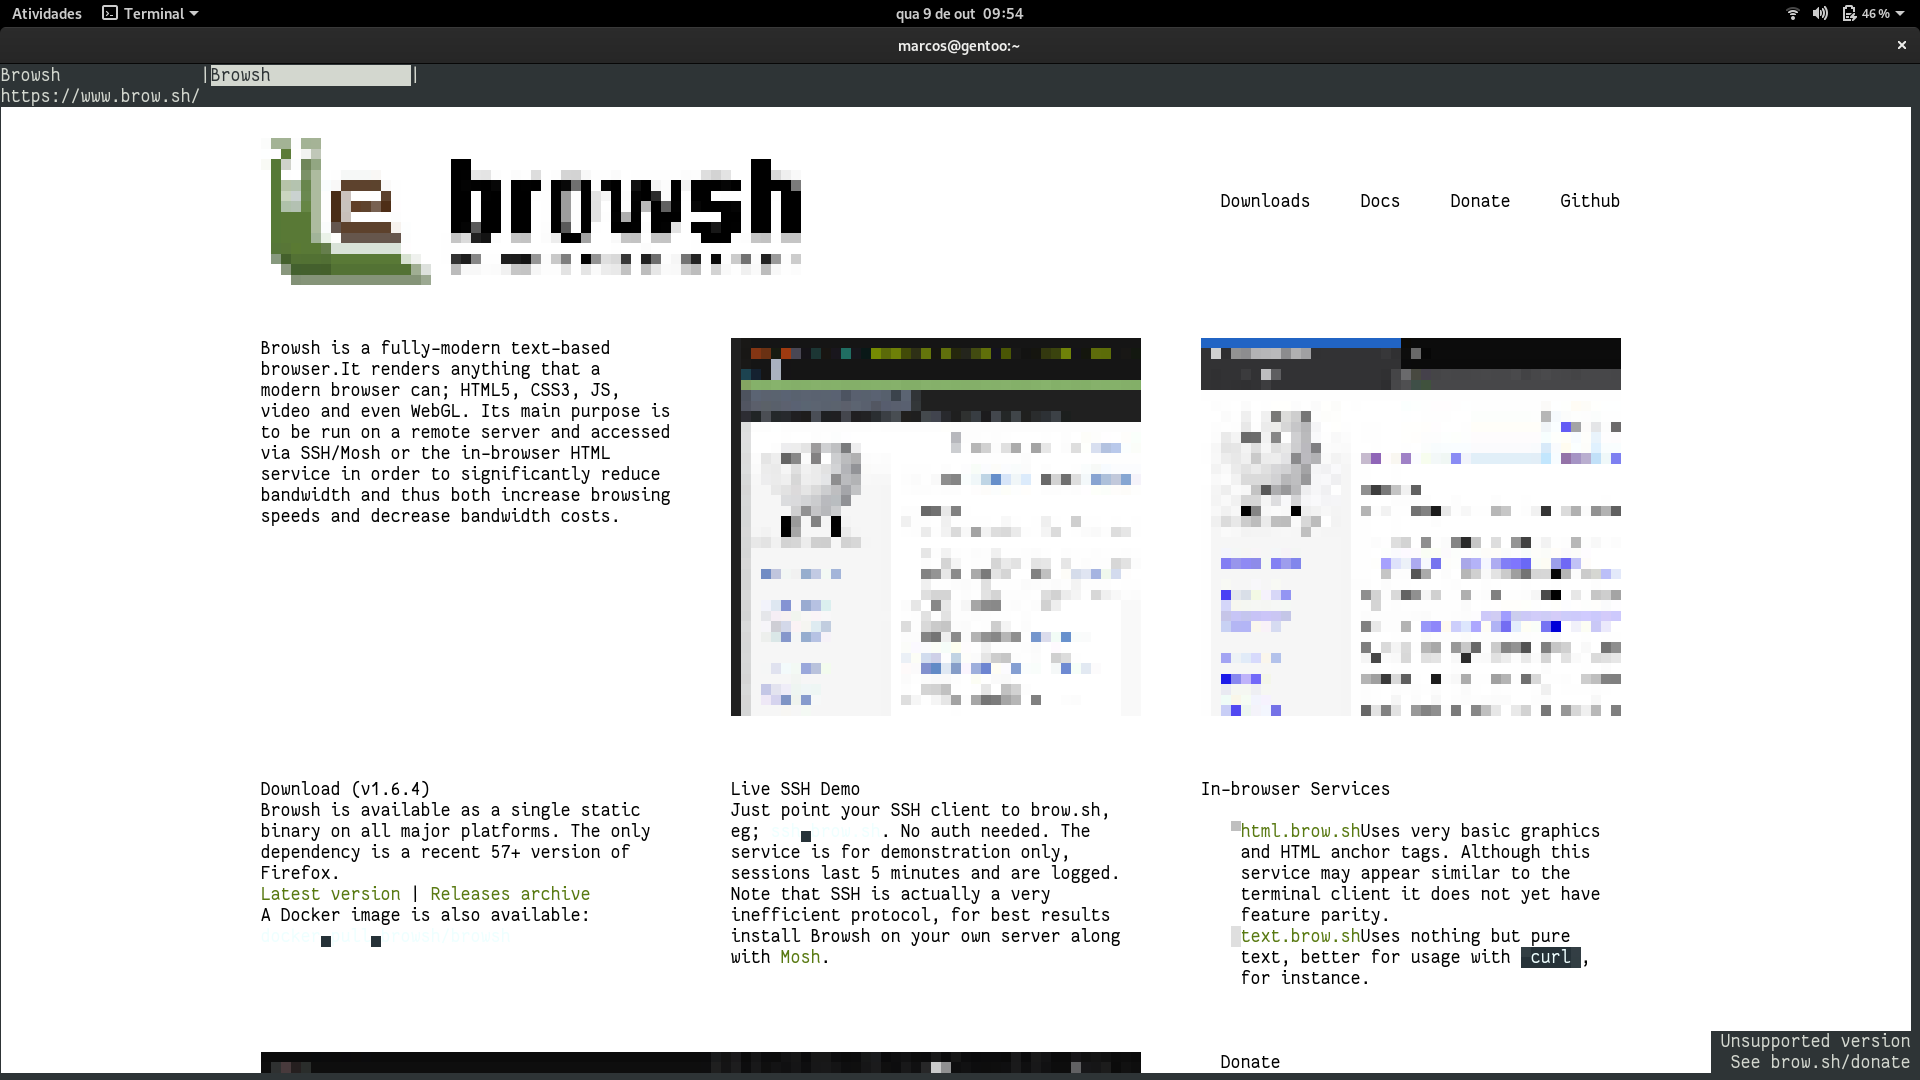 Atividades Terminal qua 9 de out 09:54 46 %
marcos@gentoo:~
Browsh |Browsh |
https://www.brow.sh/
browsh
Downloads Docs Donate Github
Browsh is a fully-modern text-based
browser.It renders anything that a
modern browser can; HTML5, CSS3, JS,
video and even WebGL. Its main purpose is
to be run on a remote server and accessed
via SSH/Mosh or the in-browser HTML
service in order to significantly reduce
bandwidth and thus both increase browsing
speeds and decrease bandwidth costs.
Download (v1.6.4)
Browsh is available as a single static
binary on all major platforms. The only
dependency is a recent 57+ version of
Firefox.
Latest version | Releases archive
A Docker image is also available:
Live SSH Demo
Just point your SSH client to brow.sh,
eg; ssh brow.sh. No auth needed. The
service is for demonstration only,
sessions last 5 minutes and are logged.
Note that SSH is actually a very
inefficient protocol, for best results
install Browsh on your own server along
with Mosh.
In-browser Services
html.brow.shUses very basic graphics
and HTML anchor tags. Although this
service may appear similar to the
terminal client it does not yet have
feature parity.
text.brow.shUses nothing but pure
text, better for usage with curl ,
for instance.
Donate
Unsupported version
See brow.sh/donate